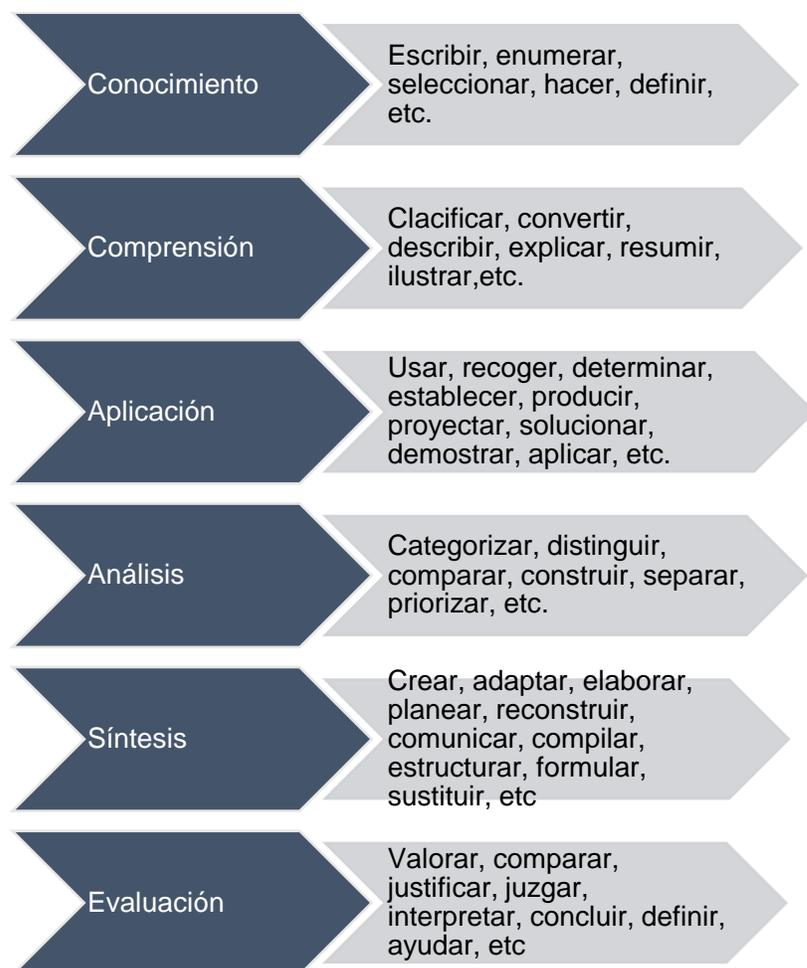 Conocimiento
Escribir, enumerar,
seleccionar, hacer, definir,
etc.
Comprensión
Clacificar, convertir,
describir, explicar, resumir,
ilustrar,etc.
Aplicación
Usar, recoger, determinar,
establecer, producir,
proyectar, solucionar,
demostrar, aplicar, etc.
Análisis
Categorizar, distinguir,
comparar, construir, separar,
priorizar, etc.
Síntesis
Crear, adaptar, elaborar,
planear, reconstruir,
comunicar, compilar,
estructurar, formular,
sustituir, etc
Evaluación
Valorar, comparar,
justificar, juzgar,
interpretar, concluir, definir,
ayudar, etc